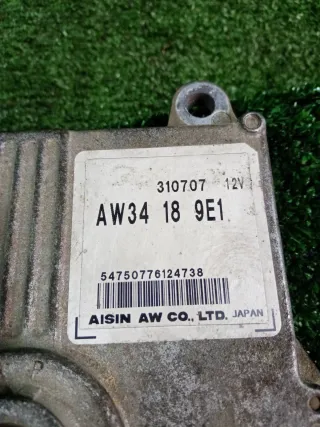 310707 12V
AW34 18 9E1
54750776124738
AISIN AW CO., LTD. JAPAN
P